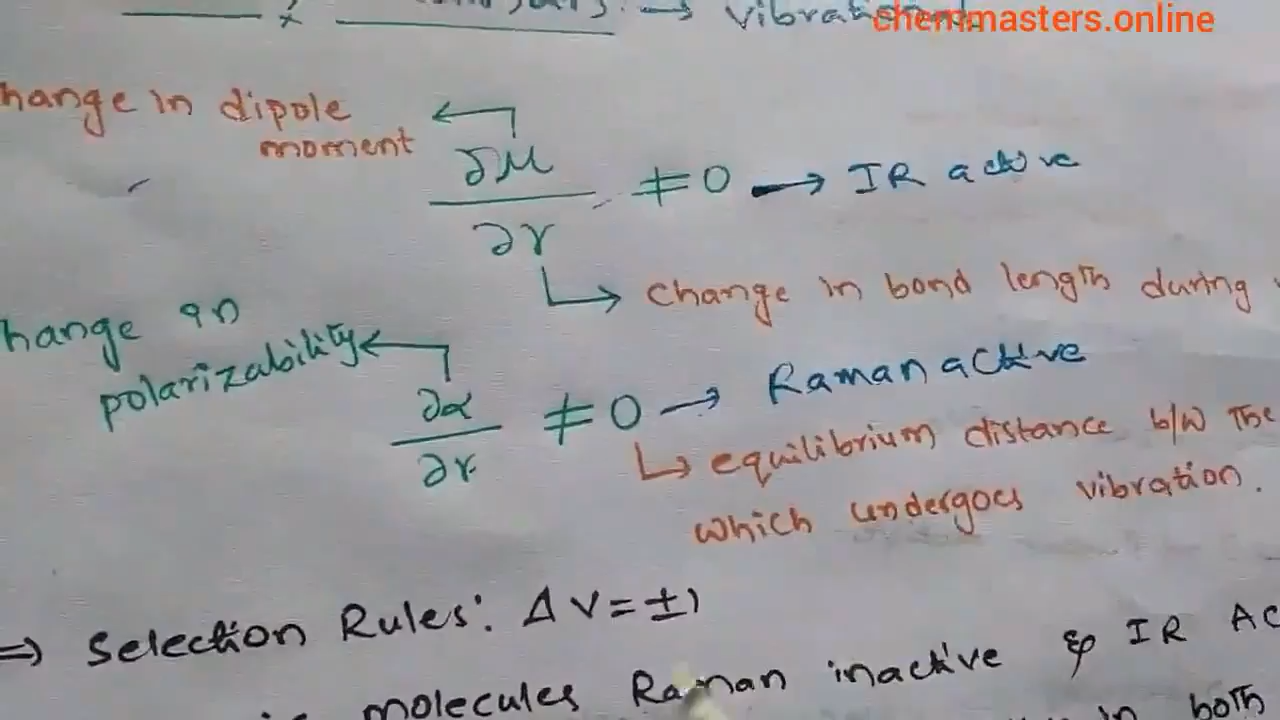 chemmasters.online
hange in dipole
moment
∂μ
∂r
≠0 → IR active
→ change in bond length during
hange in
polarizability
∂α
∂r
≠0 → Raman active
→ equilibrium distance b/w The
which undergoes vibration.
⇒ Selection Rules: ΔV=±1
molecules Raman inactive & IR AC
in both